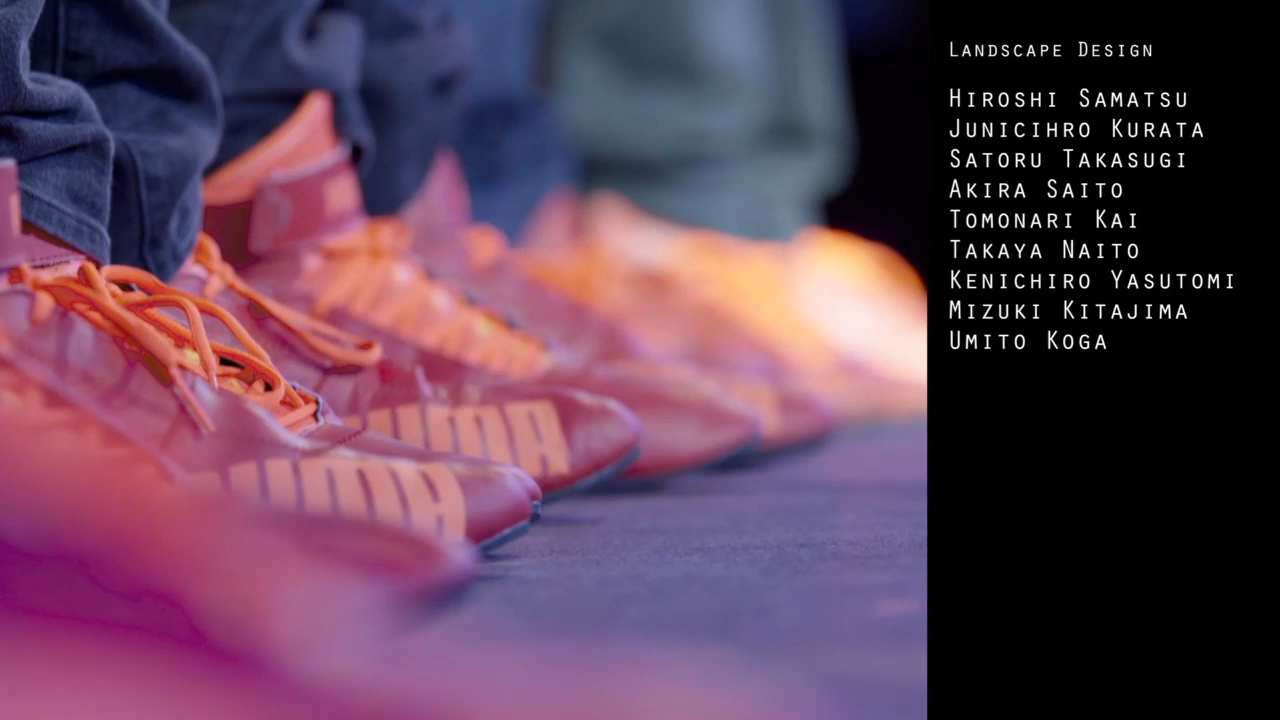 Landscape Design
Hiroshi Samatsu
Junicihro Kurata
Satoru Takasugi
Akira Saito
Tomonari Kai
Takaya Naito
Kenichiro Yasutomi
Mizuki Kitajima
Umito Koga
PUMA
PUMA